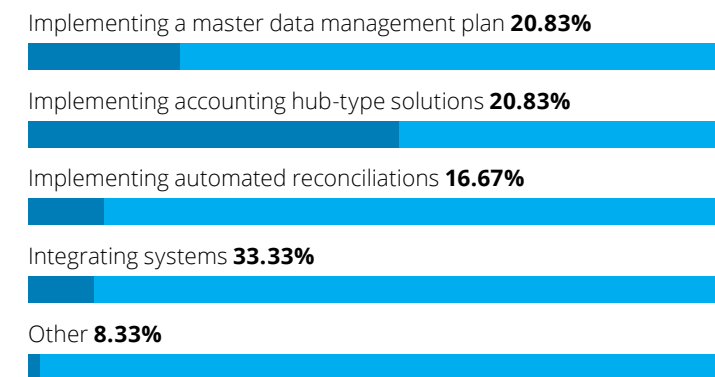 Implementing a master data management plan 20.83%
Implementing accounting hub-type solutions 20.83%
Implementing automated reconciliations 16.67%
Integrating systems 33.33%
Other 8.33%